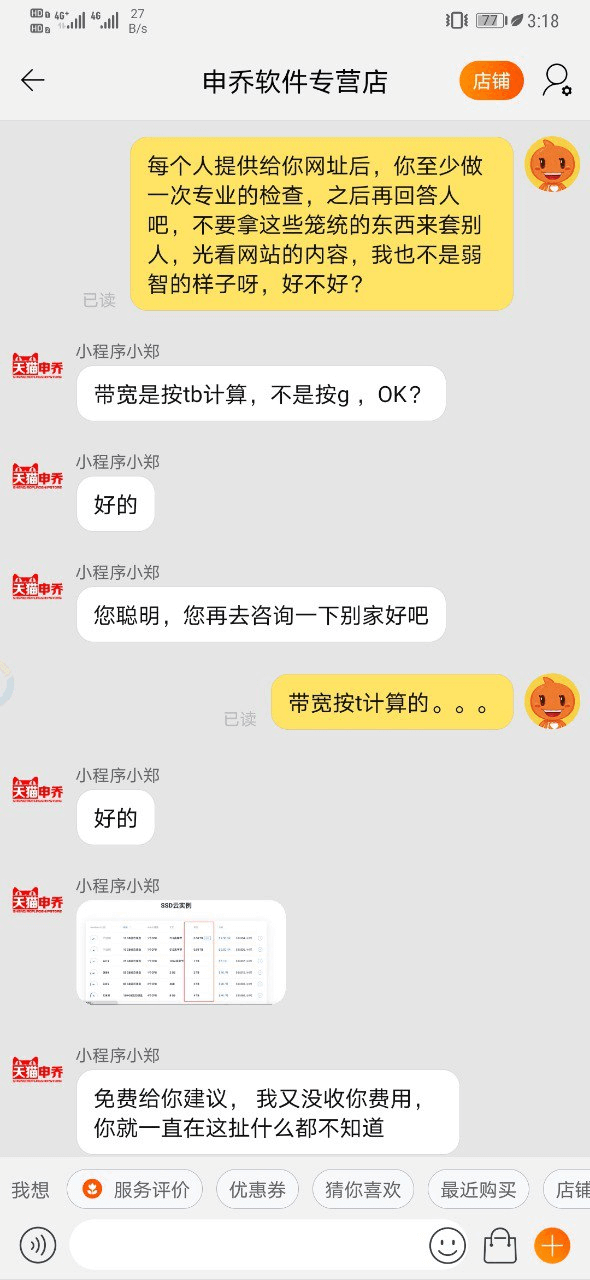 27
B/s
77
3:18
申乔软件专营店
店铺
每个人提供给你网址后，你至少做
一次专业的检查，之后再回答人
吧，不要拿这些笼统的东西来套别
人，光看网站的内容，我也不是弱
智的样子呀，好不好？
已读
小程序小郑
天猫申乔
带宽是按tb计算，不是按g ，OK？
小程序小郑
天猫申乔
好的
小程序小郑
天猫申乔
您聪明，您再去咨询一下别家好吧
带宽按t计算的。。。
已读
小程序小郑
天猫申乔
好的
小程序小郑
天猫申乔
SSD云实例
小程序小郑
天猫申乔
免费给你建议， 我又没收你费用，
你就一直在这扯什么都不知道
我想
服务评价
优惠券
猜你喜欢
最近购买
店铺